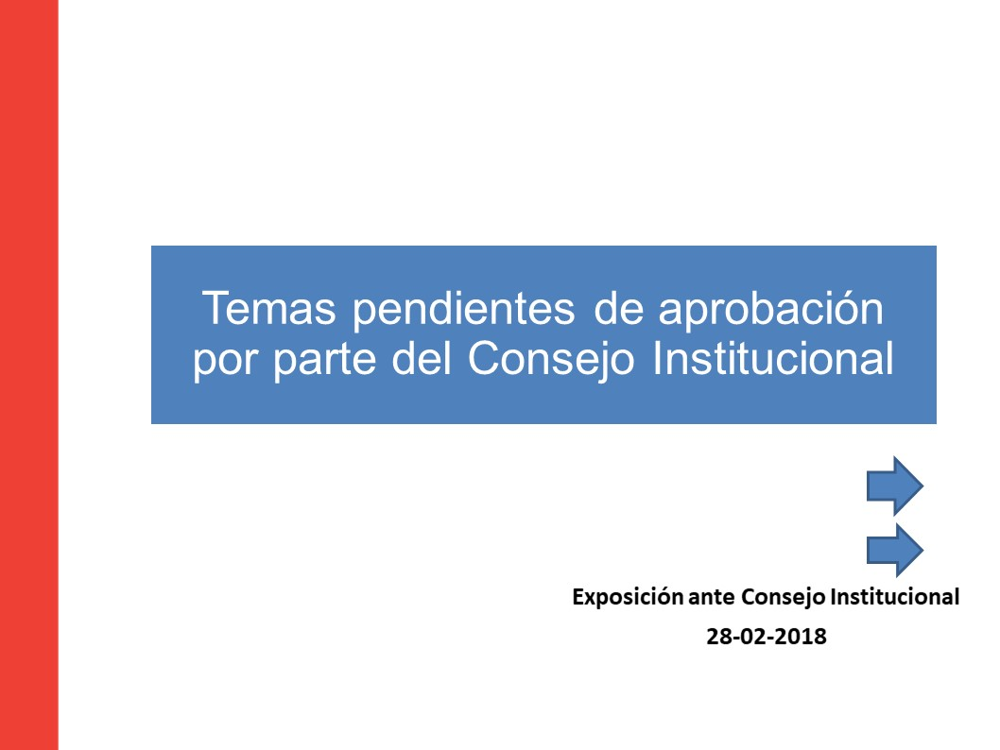 Temas pendientes de aprobación
por parte del Consejo Institucional
Exposición ante Consejo Institucional
28-02-2018